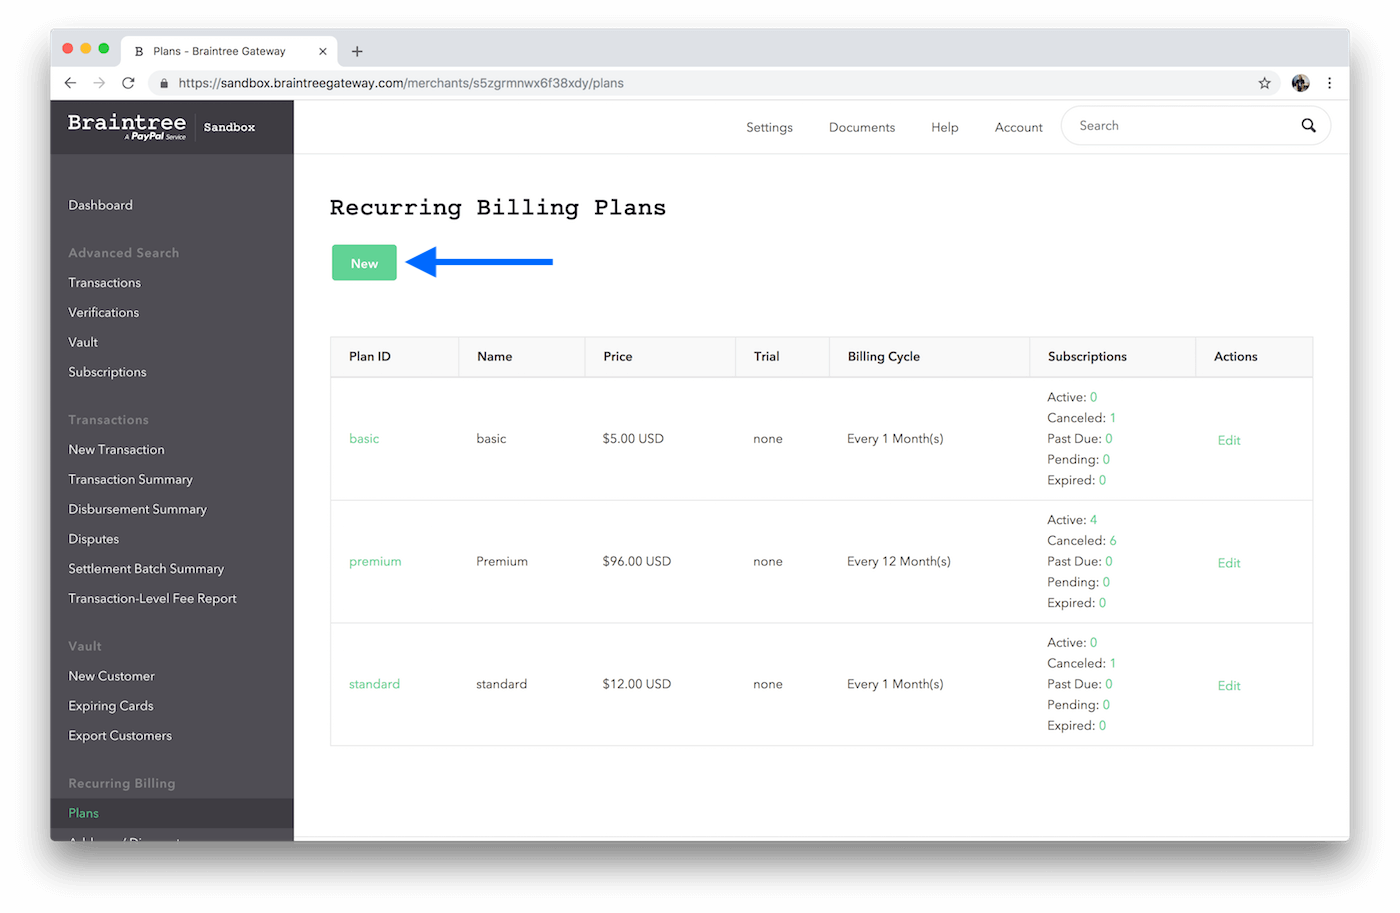 B Plans - Braintree Gateway
https://sandbox.braintreegateway.com/merchants/s5zgrmnwx6f38xdy/plans
Braintree
A PayPal Service
Sandbox
Settings Documents Help Account Search
Dashboard
Advanced Search
Transactions
Verifications
Vault
Subscriptions
Transactions
New Transaction
Transaction Summary
Disbursement Summary
Disputes
Settlement Batch Summary
Transaction-Level Fee Report
Vault
New Customer
Expiring Cards
Export Customers
Recurring Billing
Plans
Recurring Billing Plans
New
Plan ID Name Price Trial Billing Cycle Subscriptions Actions
basic basic $5.00 USD none Every 1 Month(s)
Active: 0
Canceled: 1
Past Due: 0
Pending: 0
Expired: 0
Edit
premium Premium $96.00 USD none Every 12 Month(s)
Active: 4
Canceled: 6
Past Due: 0
Pending: 0
Expired: 0
Edit
standard standard $12.00 USD none Every 1 Month(s)
Active: 0
Canceled: 1
Past Due: 0
Pending: 0
Expired: 0
Edit